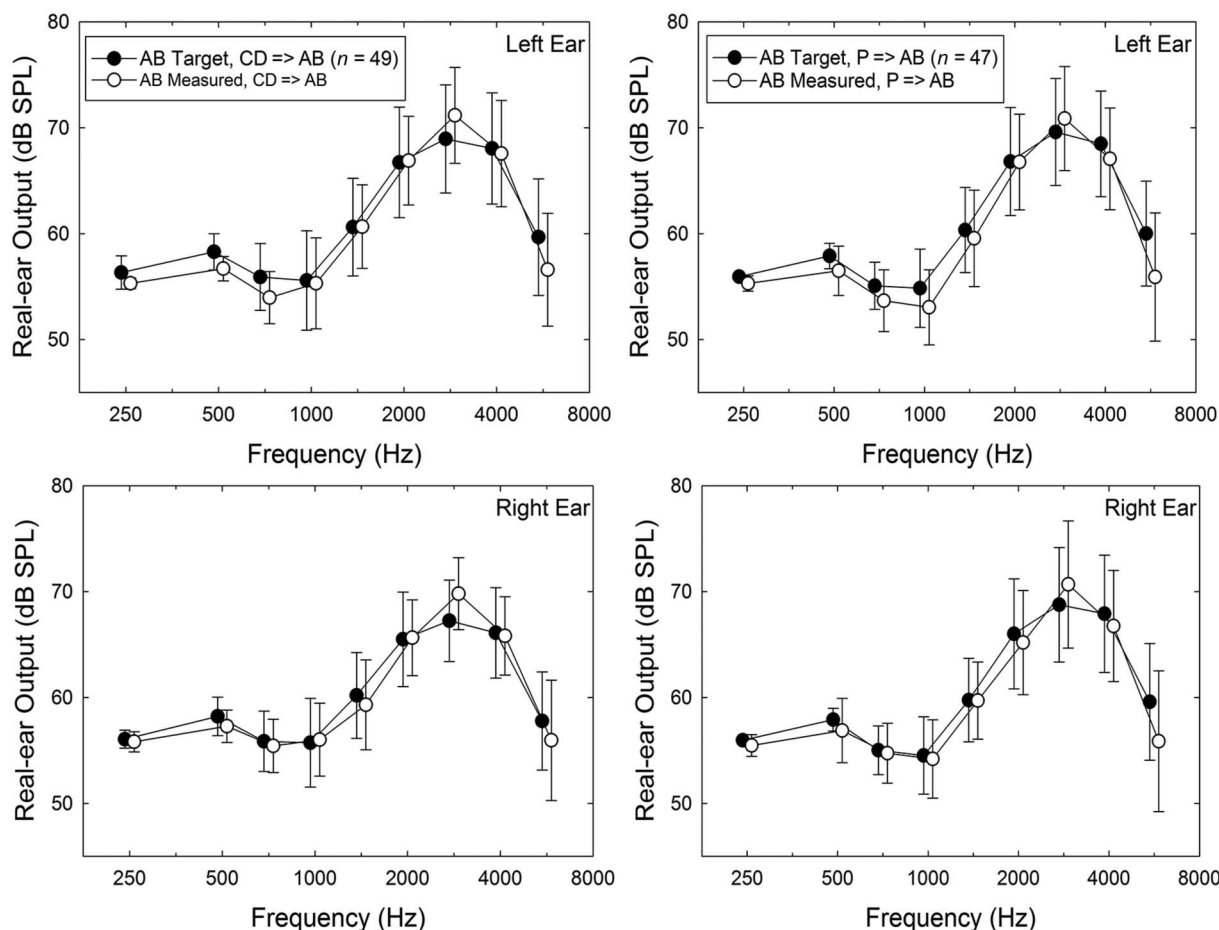 80
70
60
50
Real-ear Output (dB SPL)
AB Target, CD => AB (n = 49)
AB Measured, CD => AB
Left Ear
250 500 1000 2000 4000 8000
Frequency (Hz)
80
70
60
50
Real-ear Output (dB SPL)
AB Target, P => AB (n = 47)
AB Measured, P => AB
Left Ear
250 500 1000 2000 4000 8000
Frequency (Hz)
80
70
60
50
Real-ear Output (dB SPL)
Right Ear
250 500 1000 2000 4000 8000
Frequency (Hz)
80
70
60
50
Real-ear Output (dB SPL)
Right Ear
250 500 1000 2000 4000 8000
Frequency (Hz)